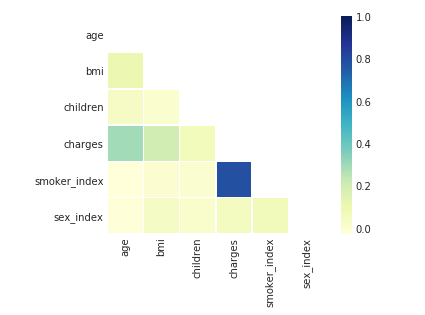 age
bmi
children
charges
smoker_index
sex_index
age
bmi
children
charges
smoker_index
sex_index
1.0
0.8
0.6
0.4
0.2
0.0